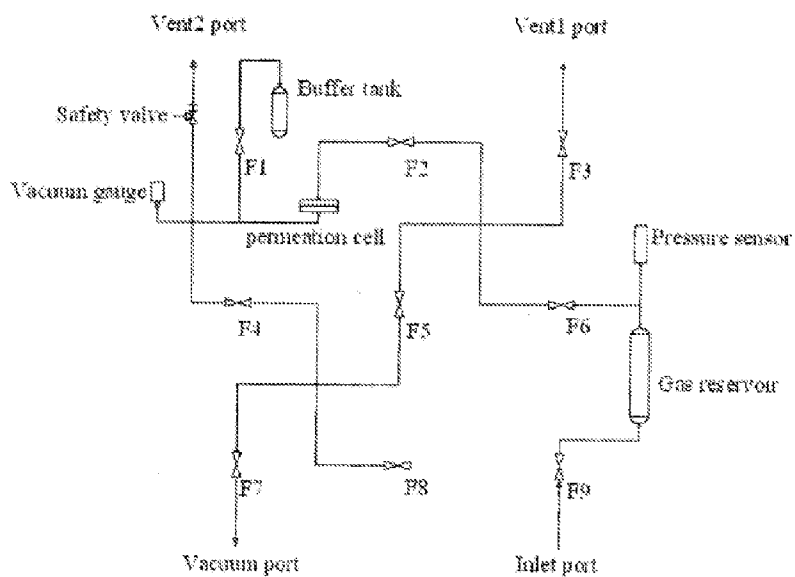 Vent2 port
Vent1 port
Buffer tank
Safety valve
F1
F2
F3
Vacuum gauge
permeation cell
Pressure sensor
F4
F5
F6
Gas reservoir
F7
F8
F9
Vacuum port
Inlet port